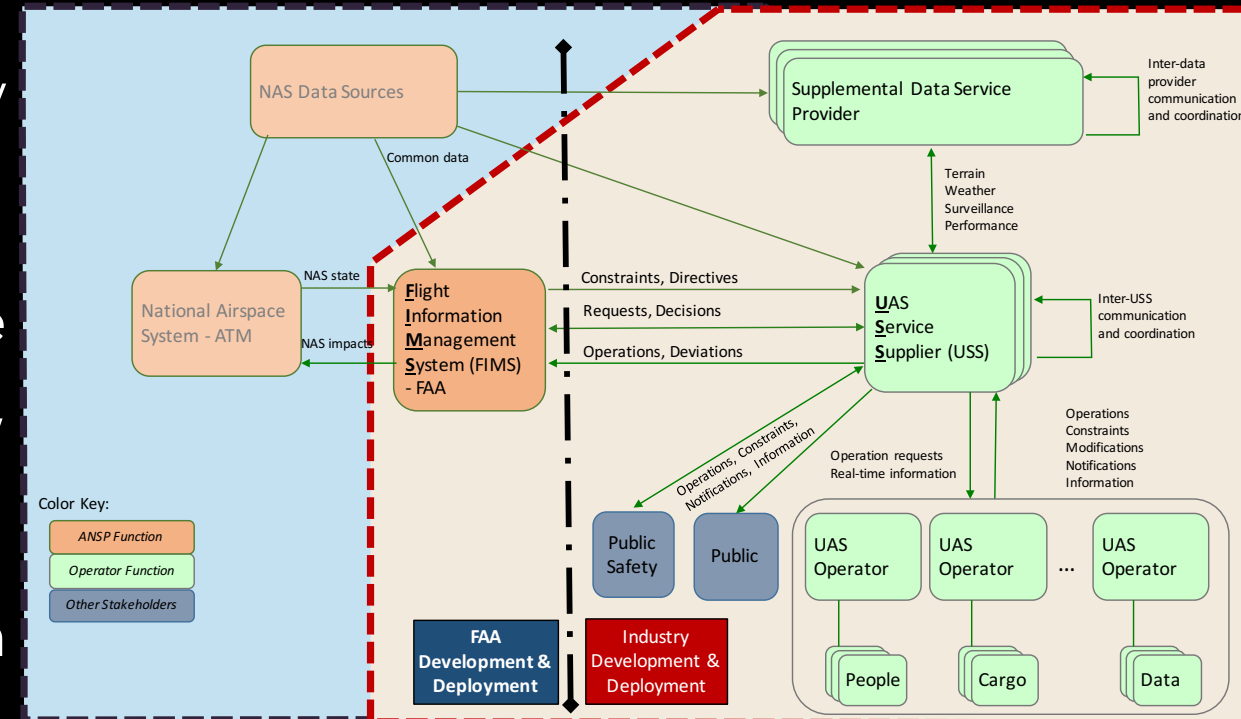 NAS Data Sources
Supplemental Data Service
Provider
Inter-data
provider
communication
and coordination
Common data
Terrain
Weather
Surveillance
Performance
National Airspace
System - ATM
NAS state
NAS impacts
Flight
Information
Management
System (FIMS)
- FAA
Constraints, Directives
Requests, Decisions
Operations, Deviations
UAS
Service
Supplier (USS)
Inter-USS
communication
and coordination
Operations, Constraints,
Notifications, Information
Operation requests
Real-time information
Operations
Constraints
Modifications
Notifications
Information
Color Key:
ANSP Function
Operator Function
Other Stakeholders
Public
Safety
Public
UAS
Operator
UAS
Operator
...
UAS
Operator
People
Cargo
Data
FAA
Development &
Deployment
Industry
Development &
Deployment